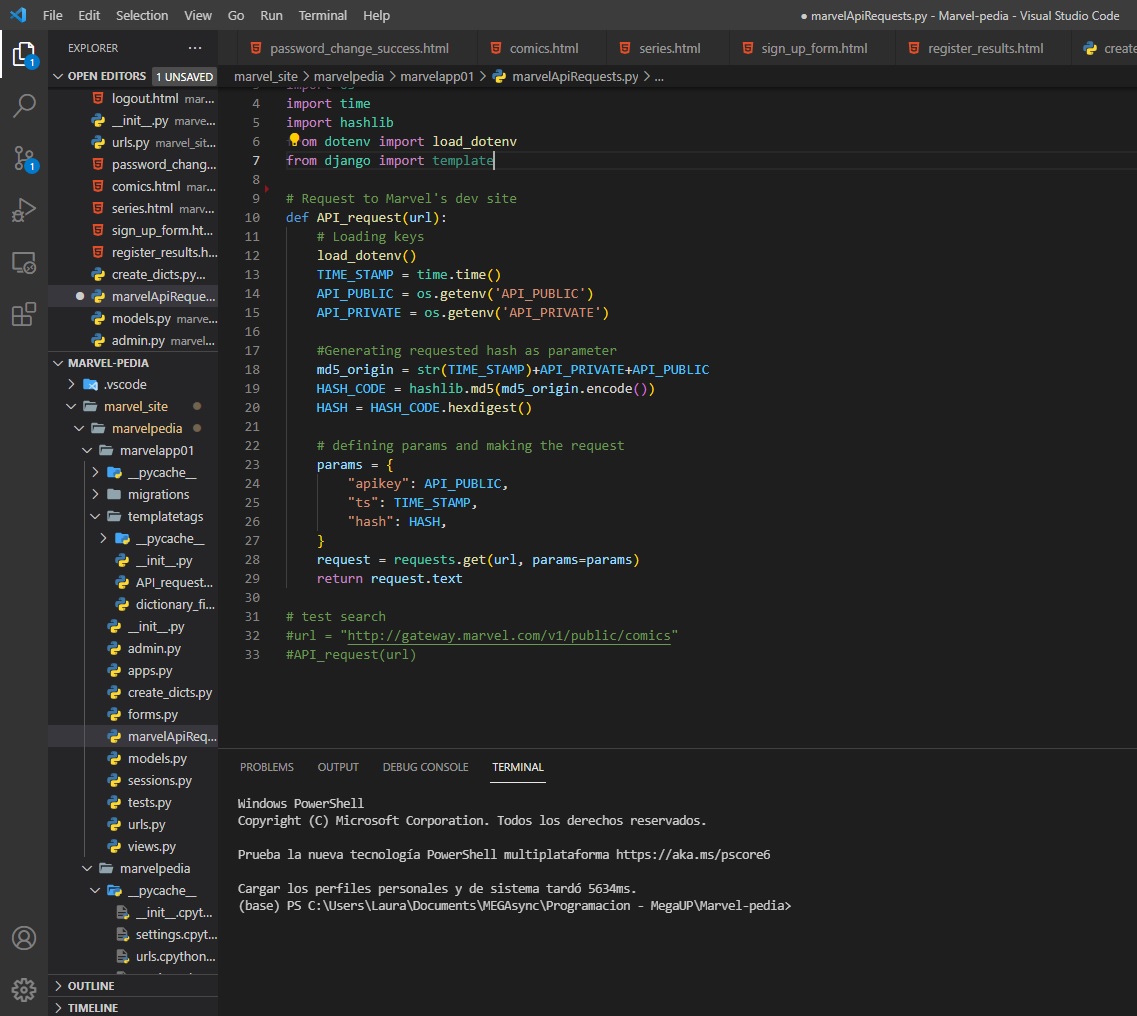 File Edit Selection View Go Run Terminal Help
● marvelApiRequests.py - Marvel-pedia - Visual Studio Code
EXPLORER ...
password_change_success.html comics.html series.html sign_up_form.html register_results.html create
OPEN EDITORS 1 UNSAVED
marvel_site > marvelpedia > marvelapp01 > marvelApiRequests.py > ...
1
1
logout.html mar...
__init__.py marve...
urls.py marvel_sit...
password_chang...
comics.html mar...
series.html marv...
sign_up_form.ht...
register_results.h...
create_dicts.py...
marvelApiReque...
models.py marve...
admin.py marvel...
MARVEL-PEDIA
.vscode
marvel_site
marvelpedia
marvelapp01
__pycache__
migrations
templatetags
__pycache__
__init__.py
API_request...
dictionary_fi...
__init__.py
admin.py
apps.py
create_dicts.py
forms.py
marvelApiReq...
models.py
sessions.py
tests.py
urls.py
views.py
marvelpedia
__pycache__
__init__.cpyt...
settings.cpyt...
urls.cpython...
OUTLINE
TIMELINE
3 import os
4 import time
5 import hashlib
6 om dotenv import load_dotenv
7 from django import template
8
9 # Request to Marvel's dev site
10 def API_request(url):
11 # Loading keys
12 load_dotenv()
13 TIME_STAMP = time.time()
14 API_PUBLIC = os.getenv('API_PUBLIC')
15 API_PRIVATE = os.getenv('API_PRIVATE')
16
17 #Generating requested hash as parameter
18 md5_origin = str(TIME_STAMP)+API_PRIVATE+API_PUBLIC
19 HASH_CODE = hashlib.md5(md5_origin.encode())
20 HASH = HASH_CODE.hexdigest()
21
22 # defining params and making the request
23 params = {
24 "apikey": API_PUBLIC,
25 "ts": TIME_STAMP,
26 "hash": HASH,
27 }
28 request = requests.get(url, params=params)
29 return request.text
30
31 # test search
32 #url = "http://gateway.marvel.com/v1/public/comics"
33 #API_request(url)
PROBLEMS OUTPUT DEBUG CONSOLE TERMINAL
Windows PowerShell
Copyright (C) Microsoft Corporation. Todos los derechos reservados.
Prueba la nueva tecnología PowerShell multiplataforma https://aka.ms/pscore6
Cargar los perfiles personales y de sistema tardó 5634ms.
(base) PS C:\Users\Laura\Documents\MEGAsync\Programacion - MegaUP\Marvel-pedia>